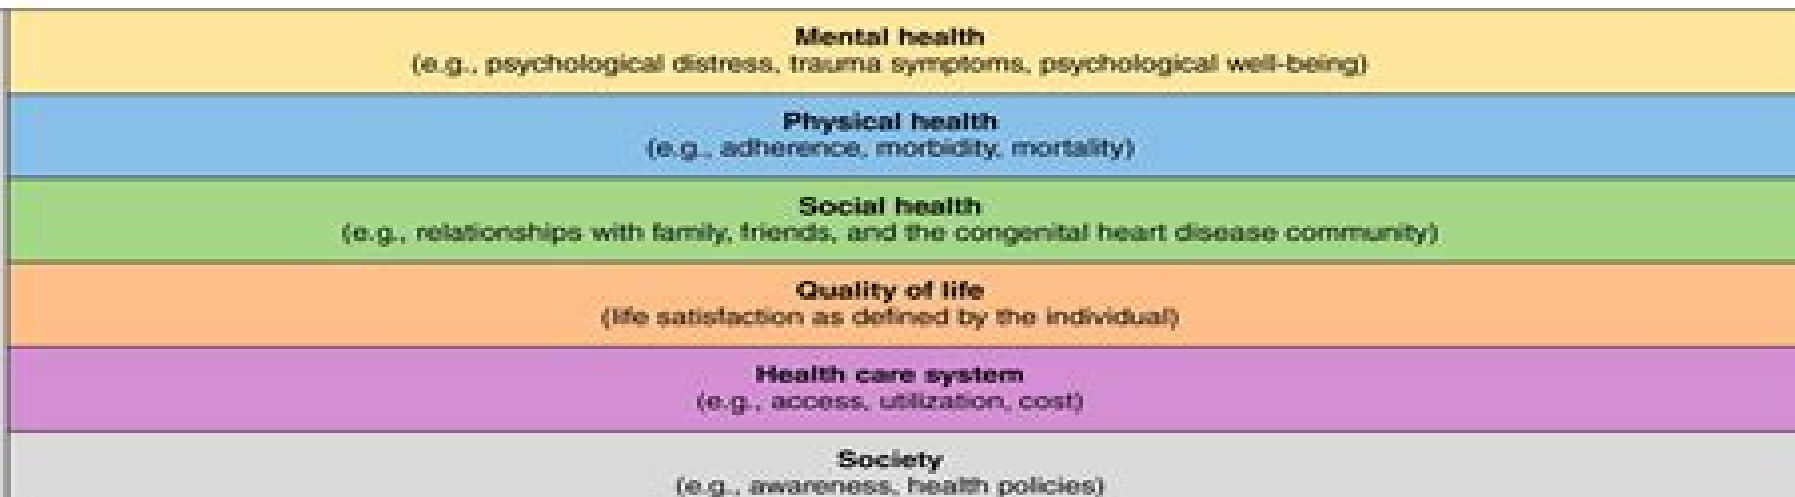 Mental health
(e.g., psychological distress, trauma symptoms, psychological well-being)
Physical health
(e.g., adherence, morbidity, mortality)
Social health
(e.g., relationships with family, friends, and the congenital heart disease community)
Quality of life
(life satisfaction as defined by the individual)
Health care system
(e.g., access, utilization, cost)
Society
(e.g., awareness, health policies)